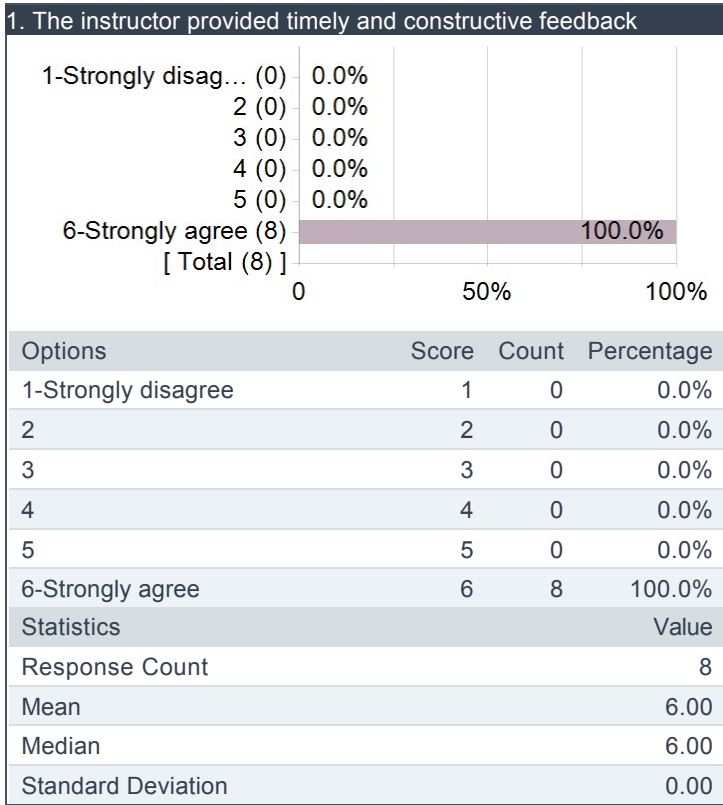 1. The instructor provided timely and constructive feedback
1-Strongly disag... (0) 0.0%
2 (0) 0.0%
3 (0) 0.0%
4 (0) 0.0%
5 (0) 0.0%
6-Strongly agree (8) 100.0%
[ Total (8) ]
0 50% 100%
Options Score Count Percentage
1-Strongly disagree 1 0 0.0%
2 2 0 0.0%
3 3 0 0.0%
4 4 0 0.0%
5 5 0 0.0%
6-Strongly agree 6 8 100.0%
Statistics Value
Response Count 8
Mean 6.00
Median 6.00
Standard Deviation 0.00